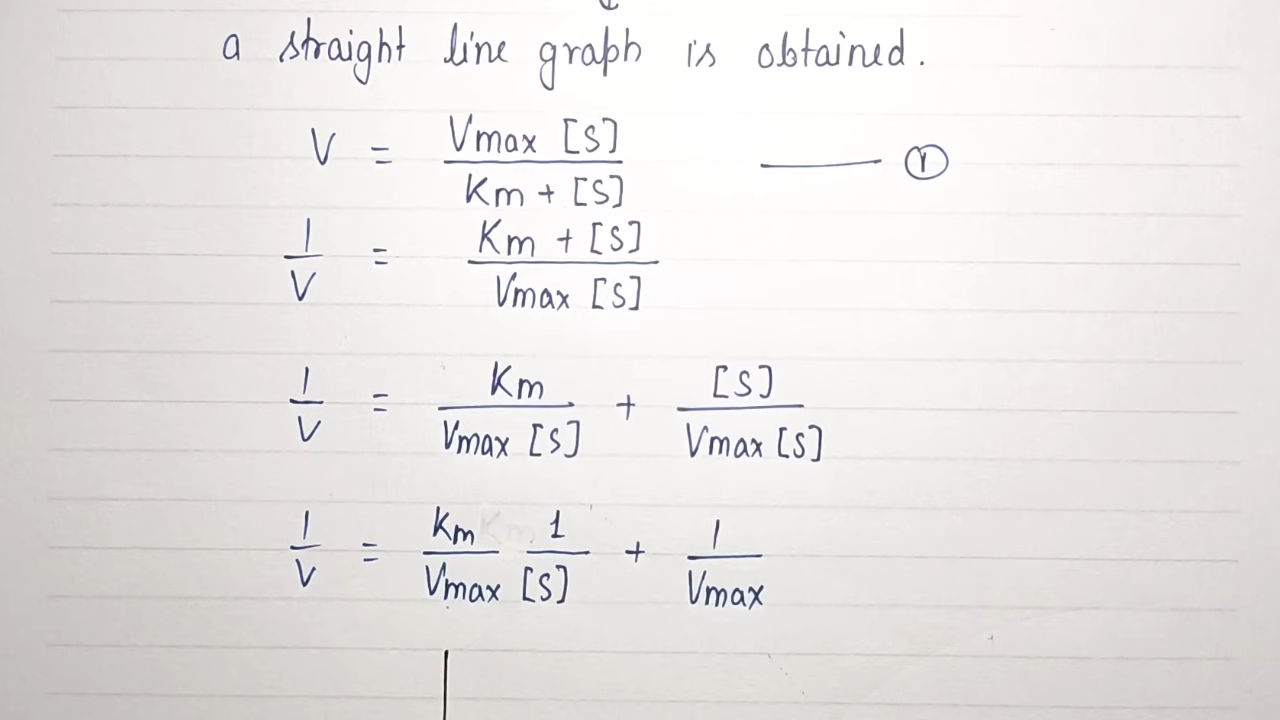 a straight line graph is obtained.
V = Vmax [S] / Km + [S] ——— ①
1/V = Km + [S] / Vmax [S]
1/V = Km / Vmax [S] + [S] / Vmax [S]
1/V = Km / Vmax 1 / [S] + 1 / Vmax